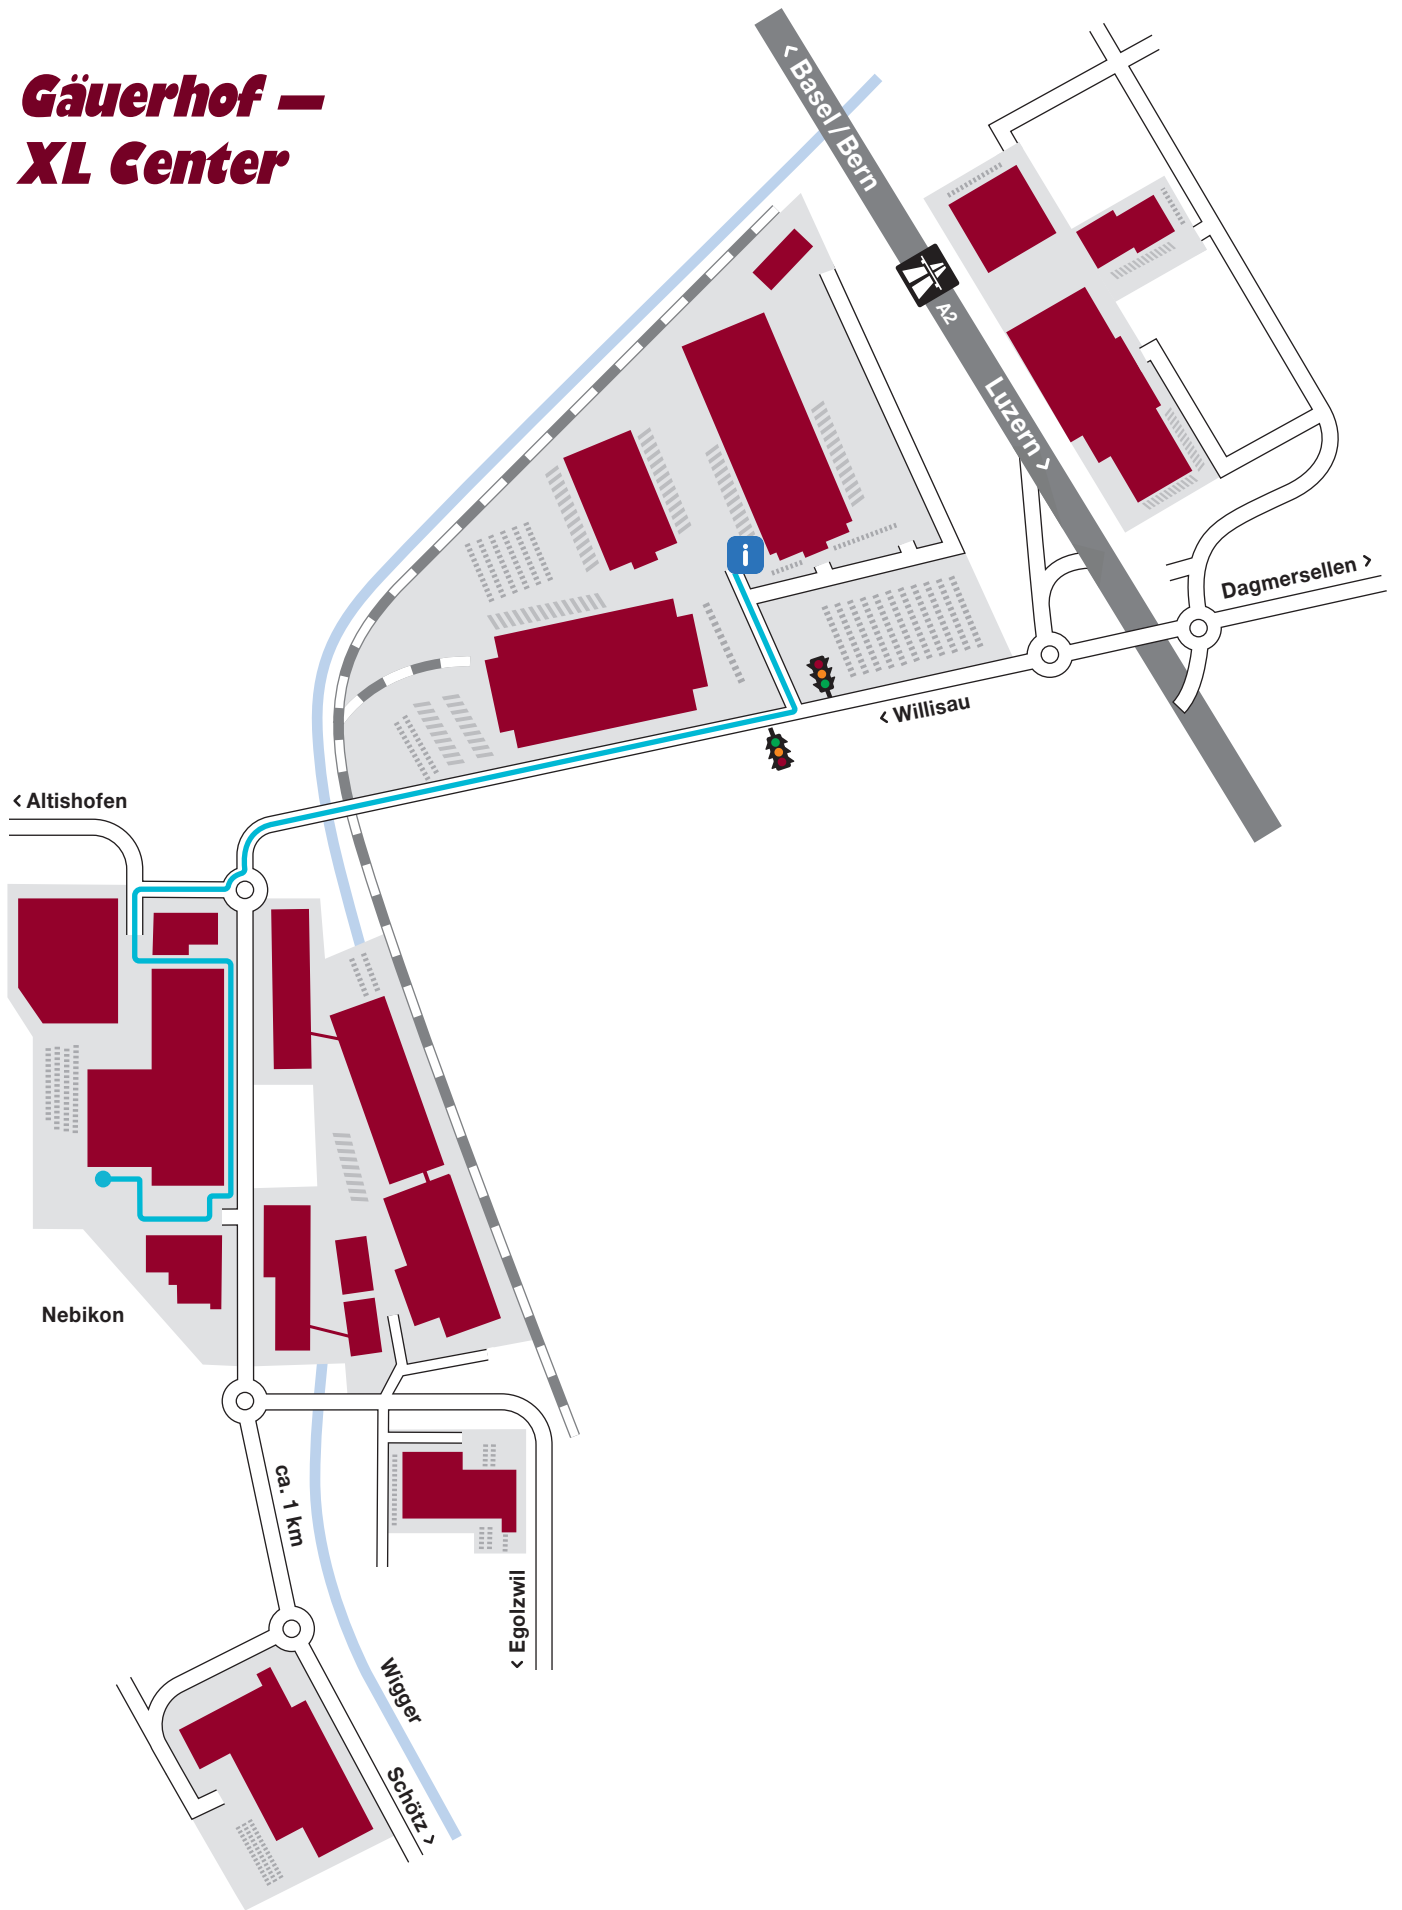 Gäuerhof –
XL Center
< Basel/Bern
A2
Luzern >
Dagmersellen >
i
< Willisau
< Altishofen
Nebikon
ca. 1 km
< Egolzwil
Wigger
Schötz >